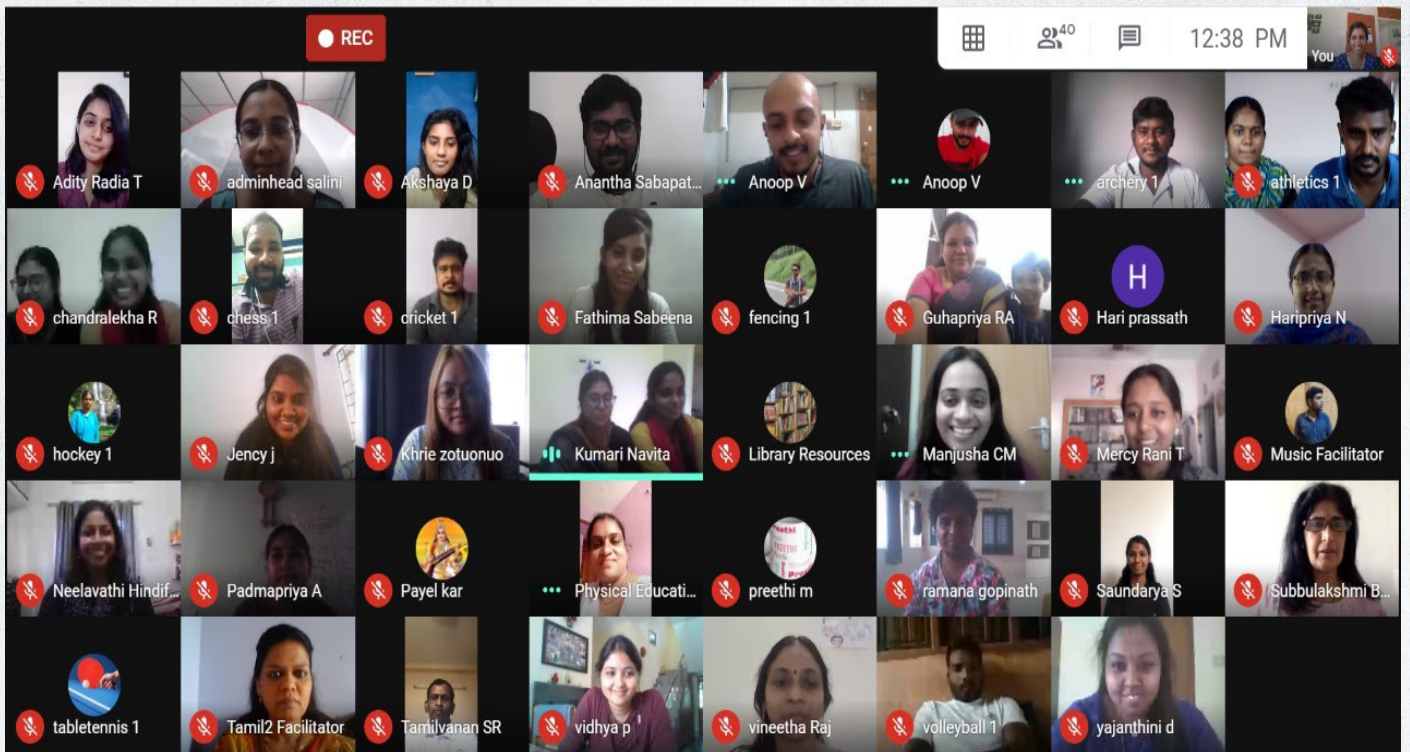 REC
40
12:38 PM
You
Adity Radia T
adminhead salini
Akshaya D
Anantha Sabapat...
Anoop V
Anoop V
archery 1
athletics 1
chandralekha R
chess 1
cricket 1
Fathima Sabeena
fencing 1
Guhapriya RA
H
Hari prassath
Haripriya N
hockey 1
Jency j
Khrie zotuonuo
Kumari Navita
Library Resources
Manjusha CM
Mercy Rani T
Music Facilitator
Neelavathi Hindif...
Padmapriya A
Payel kar
Physical Educati...
preethi m
PREETHI
ramana gopinath
Saundarya S
Subbulakshmi B...
tabletennis 1
Tamil2 Facilitator
Tamilvanan SR
vidhya p
vineetha Raj
volleyball 1
yajanthini d